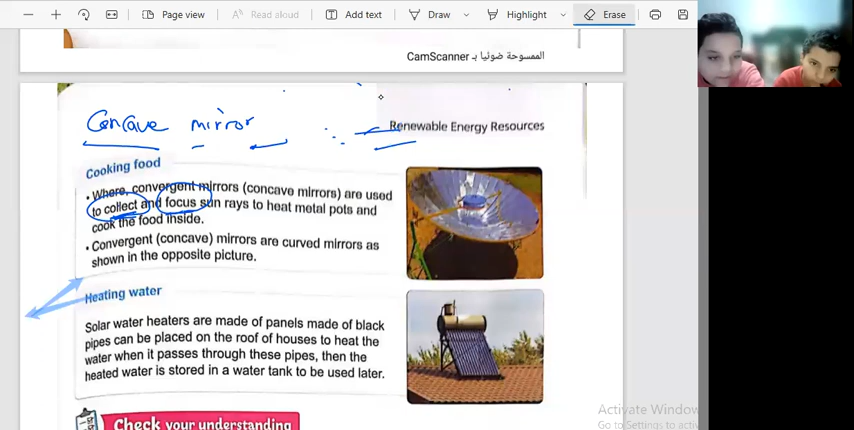 Page view
Read aloud
Add text
Draw
Highlight
Erase
الممسوحة ضوئيا بـ CamScanner
Concave mirror
Renewable Energy Resources
Cooking food
• Where, convergent mirrors (concave mirrors) are used
to collect and focus sun rays to heat metal pots and
cook the food inside.
• Convergent (concave) mirrors are curved mirrors as
shown in the opposite picture.
Heating water
Solar water heaters are made of panels made of black
pipes can be placed on the roof of houses to heat the
water when it passes through these pipes, then the
heated water is stored in a water tank to be used later.
Check your understanding
Activate Window
Go to Settings to activ